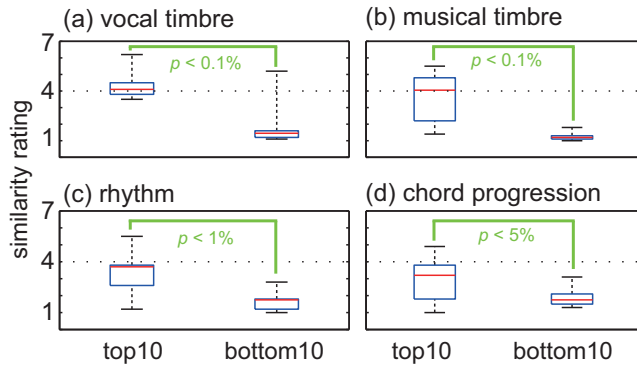 (a) vocal timbre
(b) musical timbre
7
p < 0.1%
p < 0.1%
4
1
similarity rating
(c) rhythm
(d) chord progression
7
p < 1%
p < 5%
4
1
top10
bottom10
top10
bottom10